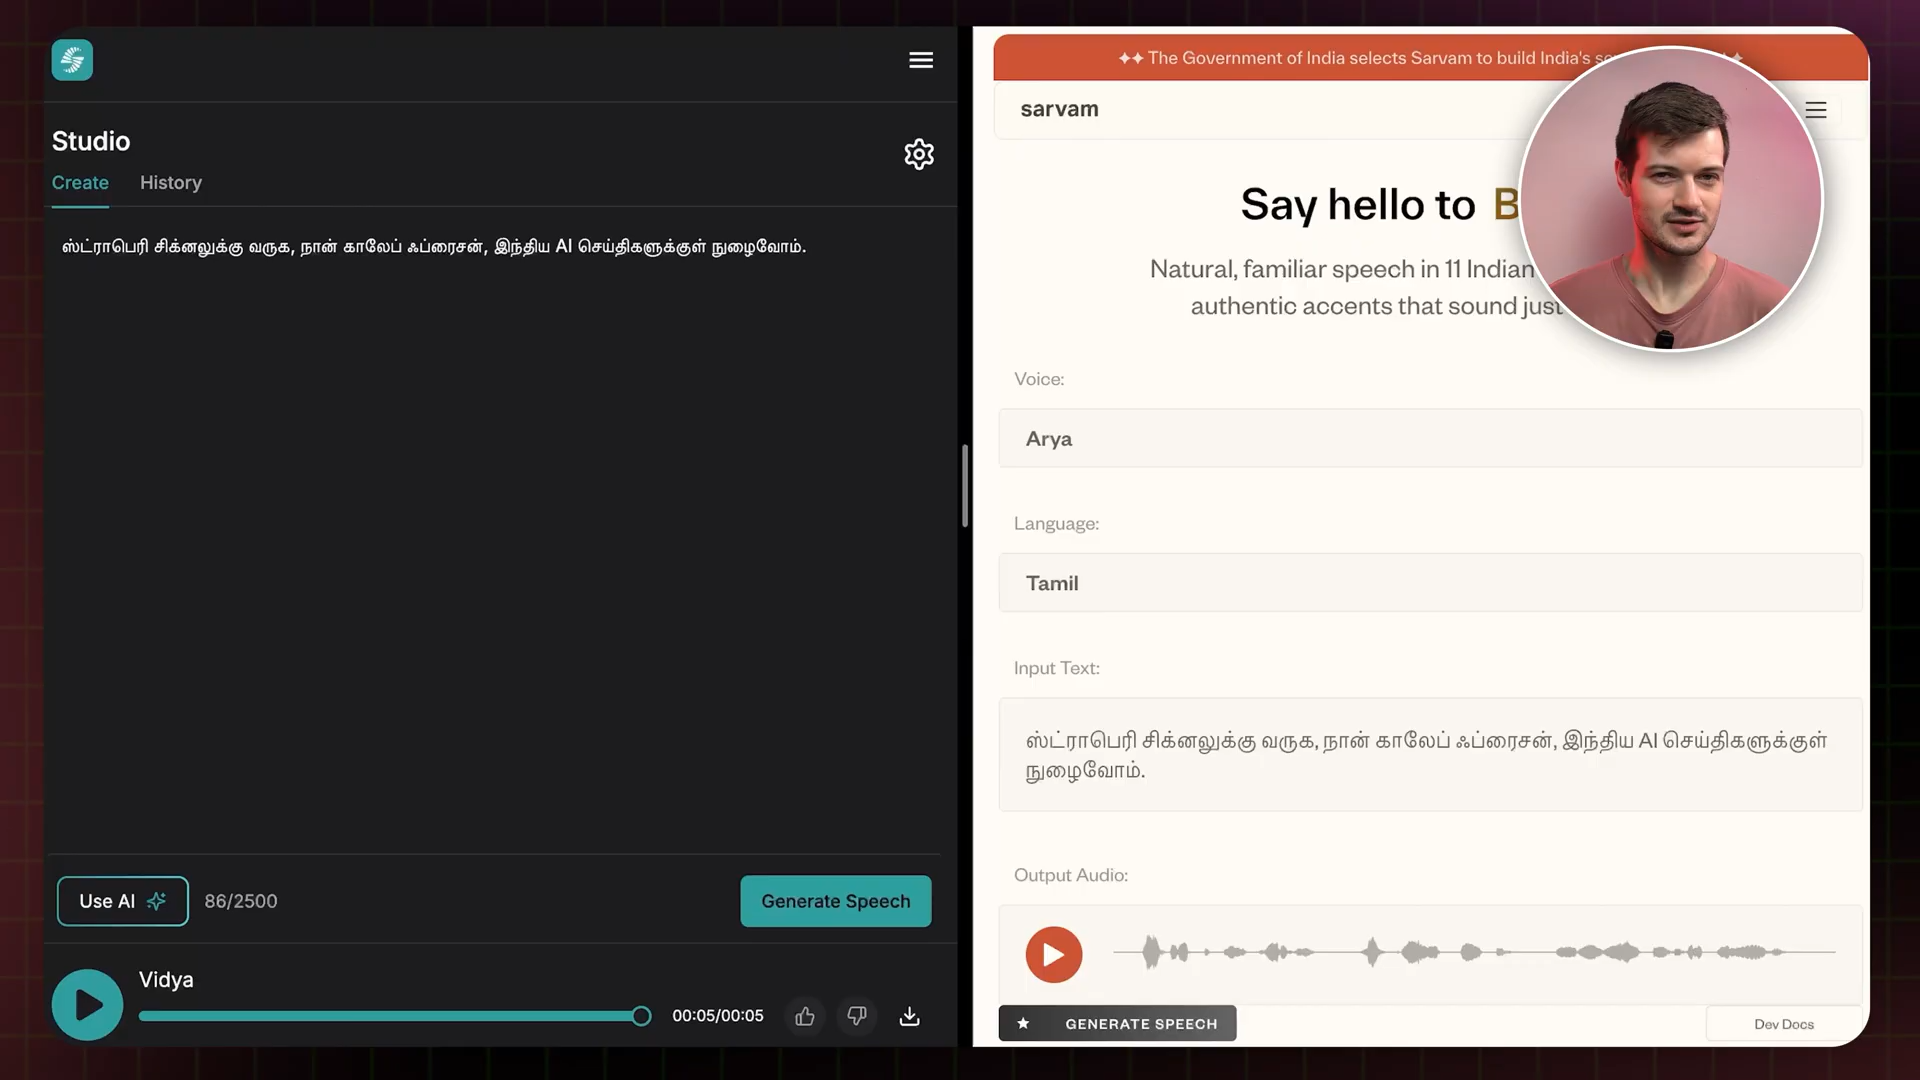 Studio
Create
History
ஸ்ட்ராபெரி சிக்னலுக்கு வருக, நான் காலேப் ஃப்ரைசன், இந்திய AI செய்திகளுக்குள் நுழைவோம்.
Use AI
86/2500
Generate Speech
Vidya
00:05/00:05
The Government of India selects Sarvam to build India's
sarvam
Say hello to
Natural, familiar speech in 11 Indian
authentic accents that sound just
Voice:
Arya
Language:
Tamil
Input Text:
ஸ்ட்ராபெரி சிக்னலுக்கு வருக, நான் காலேப் ஃப்ரைசன், இந்திய AI செய்திகளுக்குள்
நுழைவோம்.
Output Audio:
GENERATE SPEECH
Dev Docs